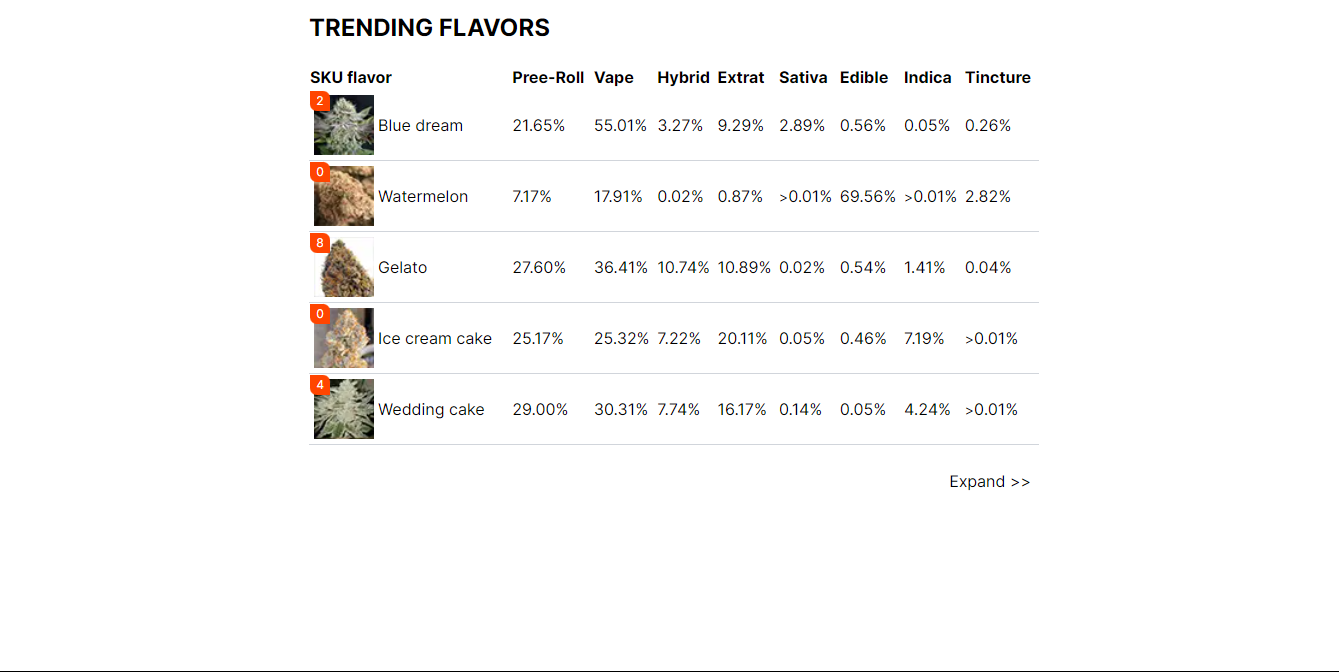 TRENDING FLAVORS
SKU flavor Pree-Roll Vape Hybrid Extrat Sativa Edible Indica Tincture
2 Blue dream 21.65% 55.01% 3.27% 9.29% 2.89% 0.56% 0.05% 0.26%
0 Watermelon 7.17% 17.91% 0.02% 0.87% >0.01% 69.56% >0.01% 2.82%
8 Gelato 27.60% 36.41% 10.74% 10.89% 0.02% 0.54% 1.41% 0.04%
0 Ice cream cake 25.17% 25.32% 7.22% 20.11% 0.05% 0.46% 7.19% >0.01%
4 Wedding cake 29.00% 30.31% 7.74% 16.17% 0.14% 0.05% 4.24% >0.01%
Expand >>